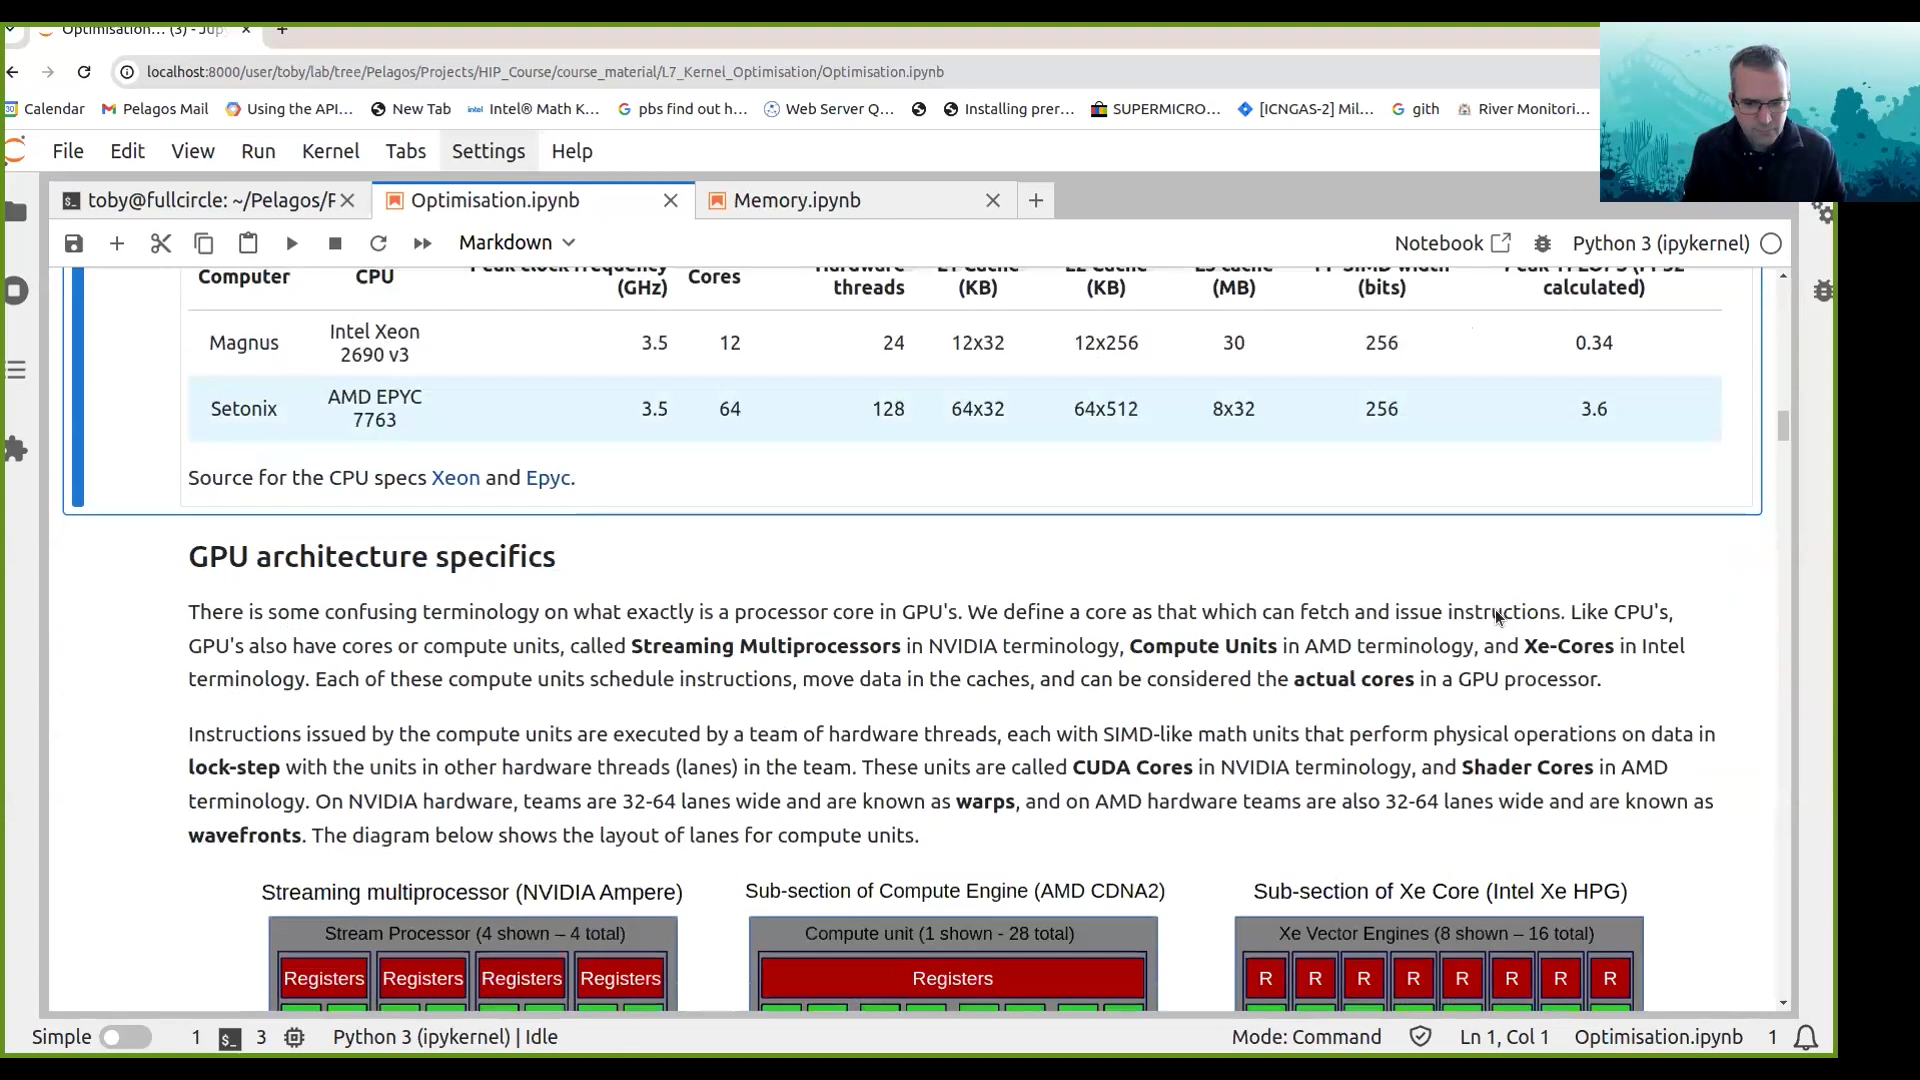 Optimisation... (3) - Jup
localhost:8000/user/toby/lab/tree/Pelagos/Projects/HIP_Course/course_material/L7_Kernel_Optimisation/Optimisation.ipynb
Calendar Pelagos Mail Using the API... New Tab intel Intel® Math K... pbs find out h... Web Server Q... Installing prer... SUPERMICRO... [ICNGAS-2] Mil... gith River Monitori...
File Edit View Run Kernel Tabs Settings Help
toby@fullcircle: ~/Pelagos/F Optimisation.ipynb Memory.ipynb
Markdown Notebook Python 3 (ipykernel)
Computer CPU Peak clock frequency (GHz) Cores Hardware threads L1 Cache (KB) L2 Cache (KB) L3 cache (MB) (bits) calculated)
Magnus Intel Xeon 2690 v3 3.5 12 24 12x32 12x256 30 256 0.34
Setonix AMD EPYC 7763 3.5 64 128 64x32 64x512 8x32 256 3.6
Source for the CPU specs Xeon and Epyc.
GPU architecture specifics
There is some confusing terminology on what exactly is a processor core in GPU's. We define a core as that which can fetch and issue instructions. Like CPU's,
GPU's also have cores or compute units, called Streaming Multiprocessors in NVIDIA terminology, Compute Units in AMD terminology, and Xe-Cores in Intel
terminology. Each of these compute units schedule instructions, move data in the caches, and can be considered the actual cores in a GPU processor.
Instructions issued by the compute units are executed by a team of hardware threads, each with SIMD-like math units that perform physical operations on data in
lock-step with the units in other hardware threads (lanes) in the team. These units are called CUDA Cores in NVIDIA terminology, and Shader Cores in AMD
terminology. On NVIDIA hardware, teams are 32-64 lanes wide and are known as warps, and on AMD hardware teams are also 32-64 lanes wide and are known as
wavefronts. The diagram below shows the layout of lanes for compute units.
Streaming multiprocessor (NVIDIA Ampere) Sub-section of Compute Engine (AMD CDNA2) Sub-section of Xe Core (Intel Xe HPG)
Stream Processor (4 shown – 4 total) Compute unit (1 shown - 28 total) Xe Vector Engines (8 shown – 16 total)
Registers Registers Registers Registers Registers R R R R R R R R
Simple 1 3 Python 3 (ipykernel) | Idle Mode: Command Ln 1, Col 1 Optimisation.ipynb 1